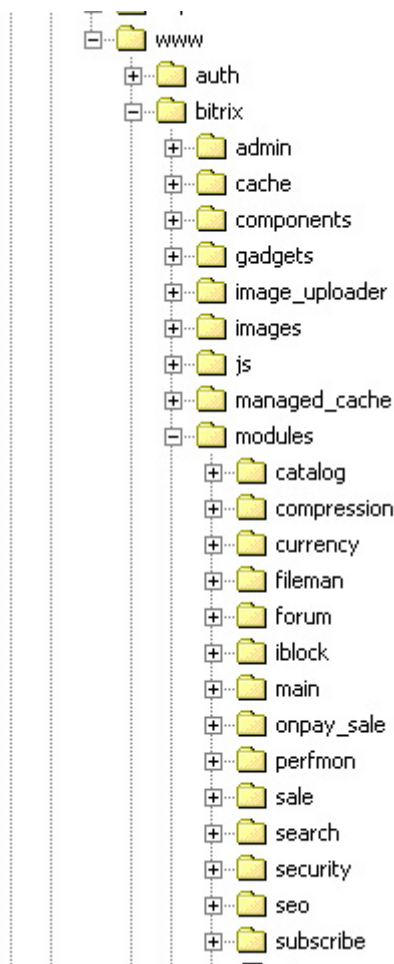 www
auth
bitrix
admin
cache
components
gadgets
image_uploader
images
js
managed_cache
modules
catalog
compression
currency
fileman
forum
iblock
main
onpay_sale
perfmon
sale
search
security
seo
subscribe